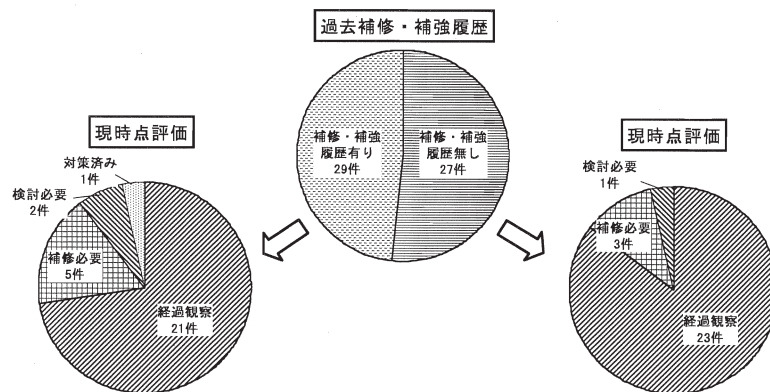 過去補修・補強履歴
補修・補強
履歴有り
29件
補修・補強
履歴無し
27件
現時点評価
対策済み
1件
検討必要
2件
補修必要
5件
経過観察
21件
現時点評価
検討必要
1件
補修必要
3件
経過観察
23件